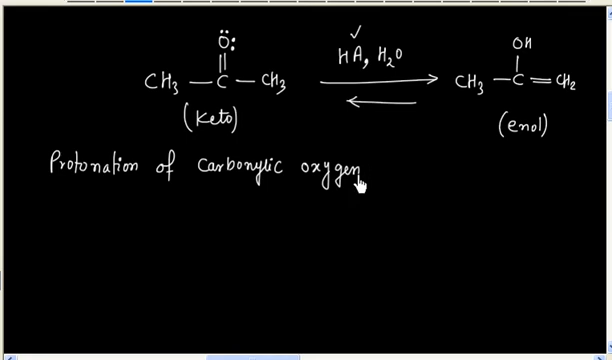 :Ö: HA, H₂O OH
CH₃ — C — CH₃ CH₃ — C = CH₂
(Keto) (enol)
Protonation of Carbonylic oxygen